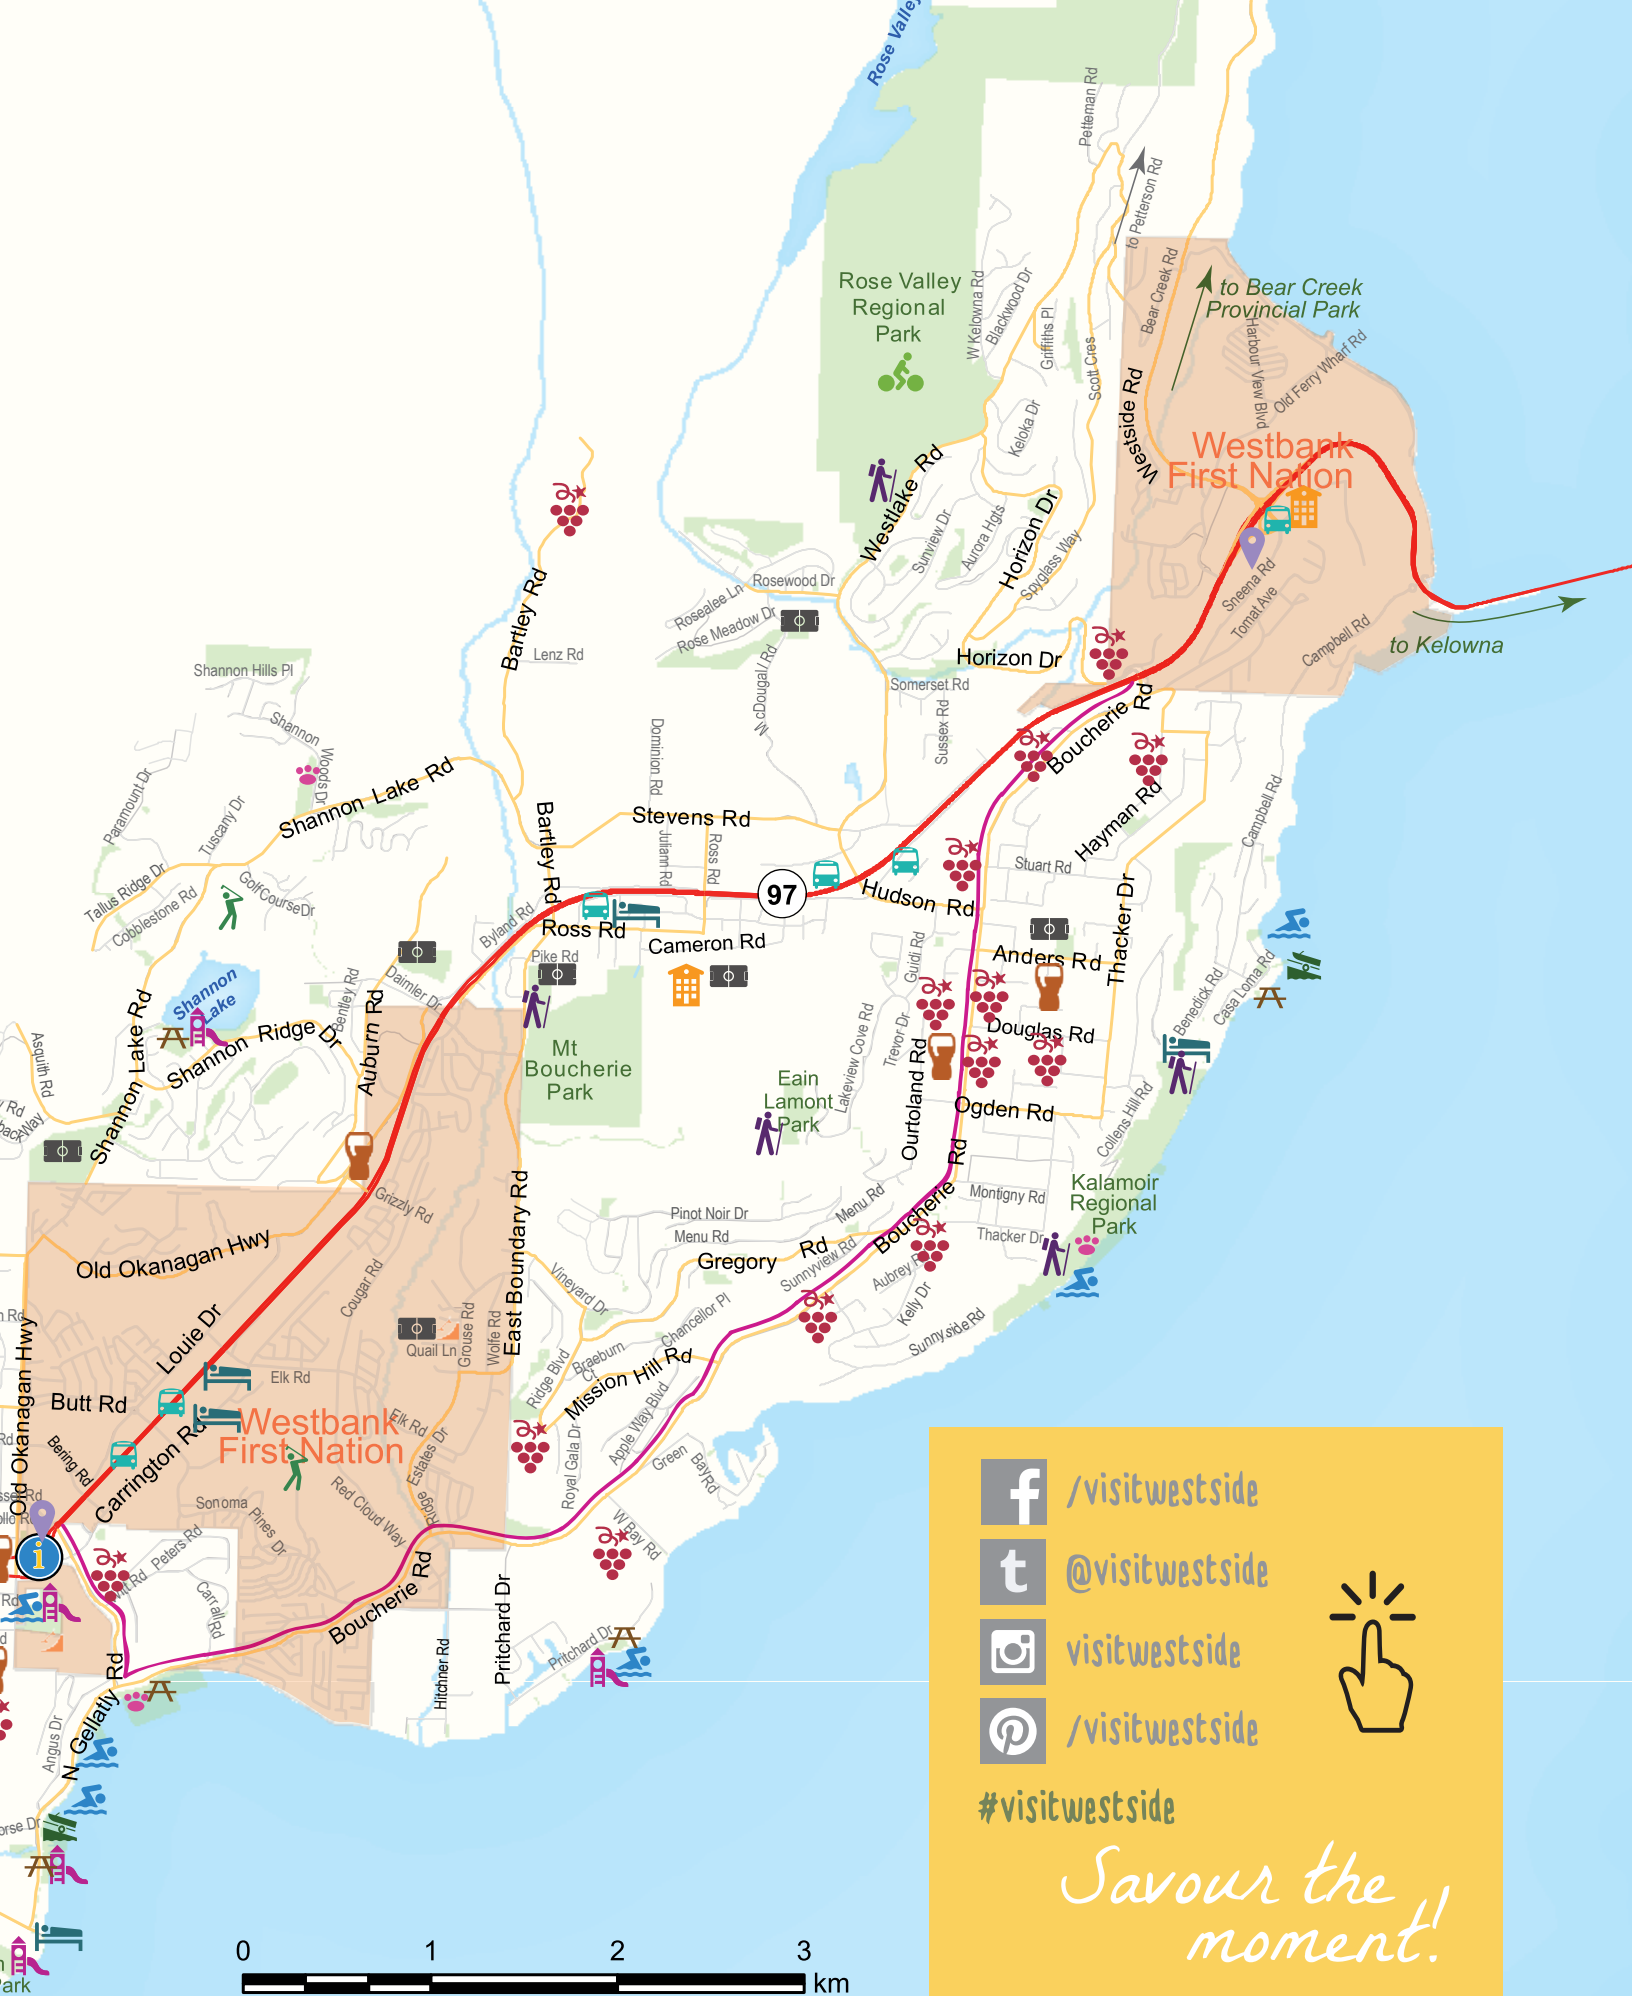 Rose Valley
Petterman Rd
to Petterson Rd
Bear Creek Rd
to Bear Creek
Provincial Park
Harbour View Blvd
Old Ferry Wharf Rd
Rose Valley
Regional
Park
W Kelowna Rd
Blackwood Dr
Griffiths Pl
Scott Cres
Westside Rd
Keloka Dr
Westbank
First Nation
Westlake Rd
Sunview Dr
Aurora Hgts
Horizon Dr
Spyglass Way
Sneena Rd
Tomat Ave
Campbell Rd
to Kelowna
Bartley Rd
Rosewood Dr
Rosealee Ln
Rose Meadow Dr
Lenz Rd
McDougal/ Rd
Horizon Dr
Somerset Rd
Sussex Rd
Boucherie Rd
Shannon Hills Pl
Shannon
Woods Dr
Paramount Dr
Tuscany Dr
Shannon Lake Rd
Dominion Rd
Stevens Rd
Juliann Rd
Ross Rd
Bartley Rd
Hayman Rd
Campbell Rd
Stuart Rd
Tallus Ridge Dr
Cobblestone Rd
Golf Course Dr
97
Hudson Rd
Byland Rd
Ross Rd
Cameron Rd
Pike Rd
Guidi Rd
Anders Rd
Thacker Dr
Shannon
Lake
Bentley Rd
Daimler Dr
Benedick Rd
Casa Loma Rd
Shannon Lake Rd
Shannon Ridge Dr
Auburn Rd
Asquith Rd
Mt
Boucherie
Park
Eain
Lamont
Park
Lakeview Cove Rd
Trevor Dr
Ourtoland Rd
Douglas Rd
Ogden Rd
Collens Hill Rd
Rd
Way
Kalamoir
Regional
Park
Montigny Rd
Thacker Dr
Grizzly Rd
Old Okanagan Hwy
East Boundary Rd
Pinot Noir Dr
Menu Rd
Menu Rd
Gregory Rd
Sunnyview Rd
Boucherie Rd
Aubrey
Kelly Dr
Sunnyside Rd
Cougar Rd
Vineyard Dr
Chancellor Pl
Louie Dr
Quail Ln
Grouse Rd
Wolfe Rd
Ridge Blvd
Braeburn
Ct
Mission Hill Rd
Old Okanagan Hwy
Butt Rd
Elk Rd
Apple Way Blvd
Royal Gala Dr
Green
Bay Rd
Westbank
First Nation
Elk Rd
Bering Rd
Carrington Rd
Ridge Estates Dr
Sonoma
Pines Dr
Red Cloud Way
W Bay Rd
i
Peters Rd
Carrall Rd
Boucherie Rd
Hitchner Rd
Pritchard Dr
Pritchard Dr
N Gellatly Rd
Angus Dr
0 1 2 3
km
/visitwestside
@visitwestside
visitwestside
/visitwestside
#visitwestside
Savour the
moment!